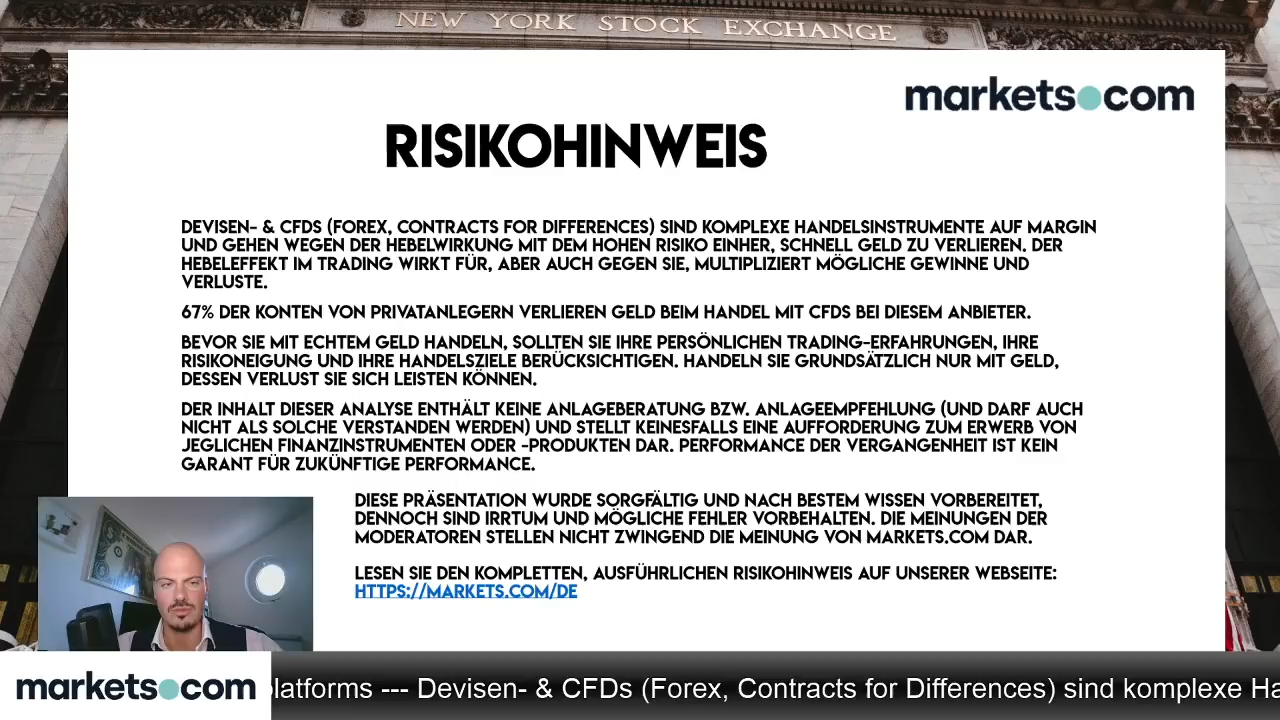 NEW YORK STOCK EXCHANGE
markets.com
RISIKOHINWEIS
DEVISEN- & CFDS (FOREX, CONTRACTS FOR DIFFERENCES) SIND KOMPLEXE HANDELSINSTRUMENTE AUF MARGIN
UND GEHEN WEGEN DER HEBELWIRKUNG MIT DEM HOHEN RISIKO EINHER, SCHNELL GELD ZU VERLIEREN. DER
HEBELEFFEKT IM TRADING WIRKT FÜR, ABER AUCH GEGEN SIE, MULTIPLIZIERT MÖGLICHE GEWINNE UND
VERLUSTE.
67% DER KONTEN VON PRIVATANLEGERN VERLIEREN GELD BEIM HANDEL MIT CFDS BEI DIESEM ANBIETER.
BEVOR SIE MIT ECHTEM GELD HANDELN, SOLLTEN SIE IHRE PERSÖNLICHEN TRADING-ERFAHRUNGEN, IHRE
RISIKONEIGUNG UND IHRE HANDELSZIELE BERÜCKSICHTIGEN. HANDELN SIE GRUNDSÄTZLICH NUR MIT GELD,
DESSEN VERLUST SIE SICH LEISTEN KÖNNEN.
DER INHALT DIESER ANALYSE ENTHÄLT KEINE ANLAGEBERATUNG BZW. ANLAGEEMPFEHLUNG (UND DARF AUCH
NICHT ALS SOLCHE VERSTANDEN WERDEN) UND STELLT KEINESFALLS EINE AUFFORDERUNG ZUM ERWERB VON
JEGLICHEN FINANZINSTRUMENTEN ODER -PRODUKTEN DAR. PERFORMANCE DER VERGANGENHEIT IST KEIN
GARANT FÜR ZUKÜNFTIGE PERFORMANCE.
DIESE PRÄSENTATION WURDE SORGFÄLTIG UND NACH BESTEM WISSEN VORBEREITET,
DENNOCH SIND IRRTUM UND MÖGLICHE FEHLER VORBEHALTEN. DIE MEINUNGEN DER
MODERATOREN STELLEN NICHT ZWINGEND DIE MEINUNG VON MARKETS.COM DAR.
LESEN SIE DEN KOMPLETTEN, AUSFÜHRLICHEN RISIKOHINWEIS AUF UNSERER WEBSEITE:
HTTPS://MARKETS.COM/DE
markets.com
latforms --- Devisen- & CFDs (Forex, Contracts for Differences) sind komplexe Ha